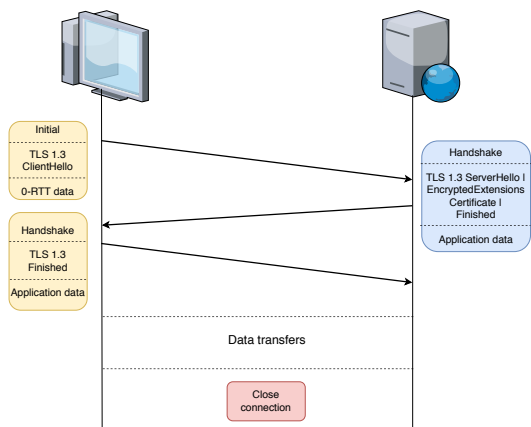 Initial
TLS 1.3
ClientHello
0-RTT data
Handshake
TLS 1.3 ServerHello |
EncryptedExtensions
Certificate |
Finished
Application data
Handshake
TLS 1.3
Finished
Application data
Data transfers
Close
connection